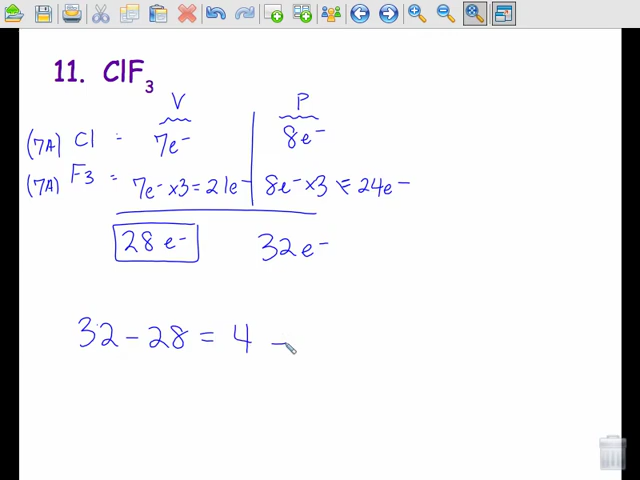 11. ClF3
V P
(7A) Cl : 7e⁻ 8e⁻
(7A) F3 = 7e⁻ x3 = 21e⁻ 8e⁻ x3 = 24e⁻
28 e⁻ 32e⁻
32 - 28 = 4 -